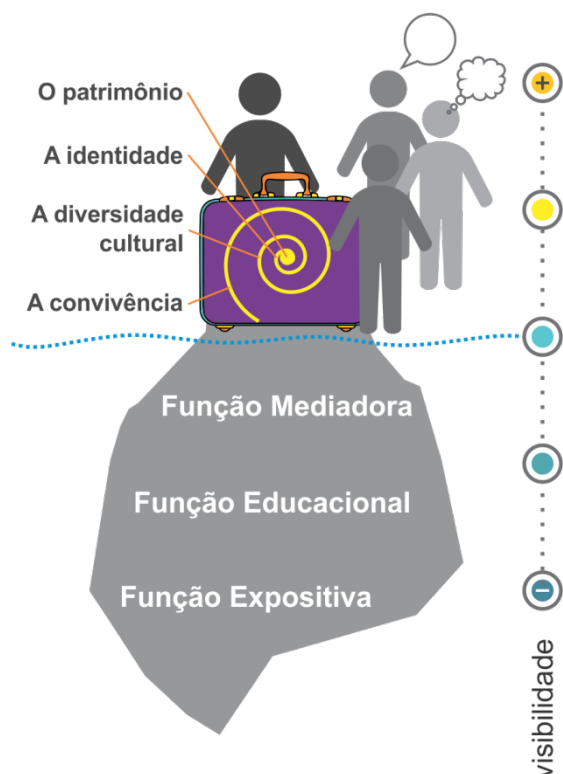 O patrimônio
A identidade
A diversidade
cultural
A convivência
Função Mediadora
Função Educacional
Função Expositiva
+
−
visibilidade